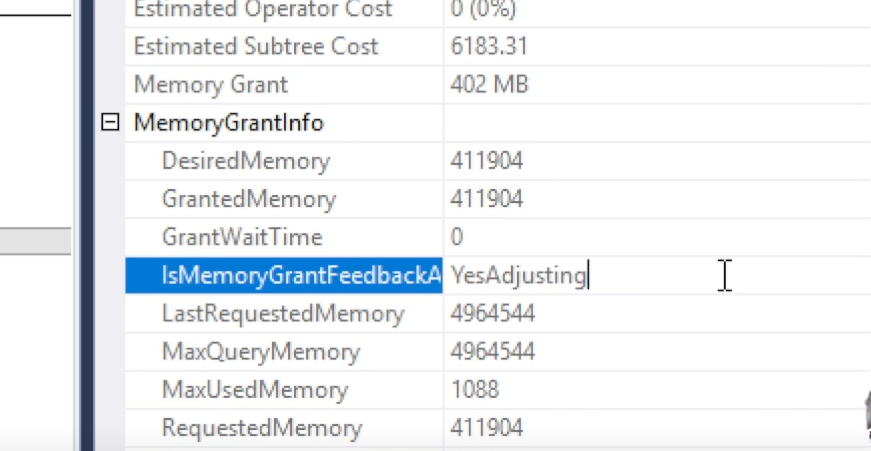 Estimated Operator Cost 0 (0%)
Estimated Subtree Cost 6183.31
Memory Grant 402 MB
MemoryGrantInfo
DesiredMemory 411904
GrantedMemory 411904
GrantWaitTime 0
IsMemoryGrantFeedbackA YesAdjusting
LastRequestedMemory 4964544
MaxQueryMemory 4964544
MaxUsedMemory 1088
RequestedMemory 411904